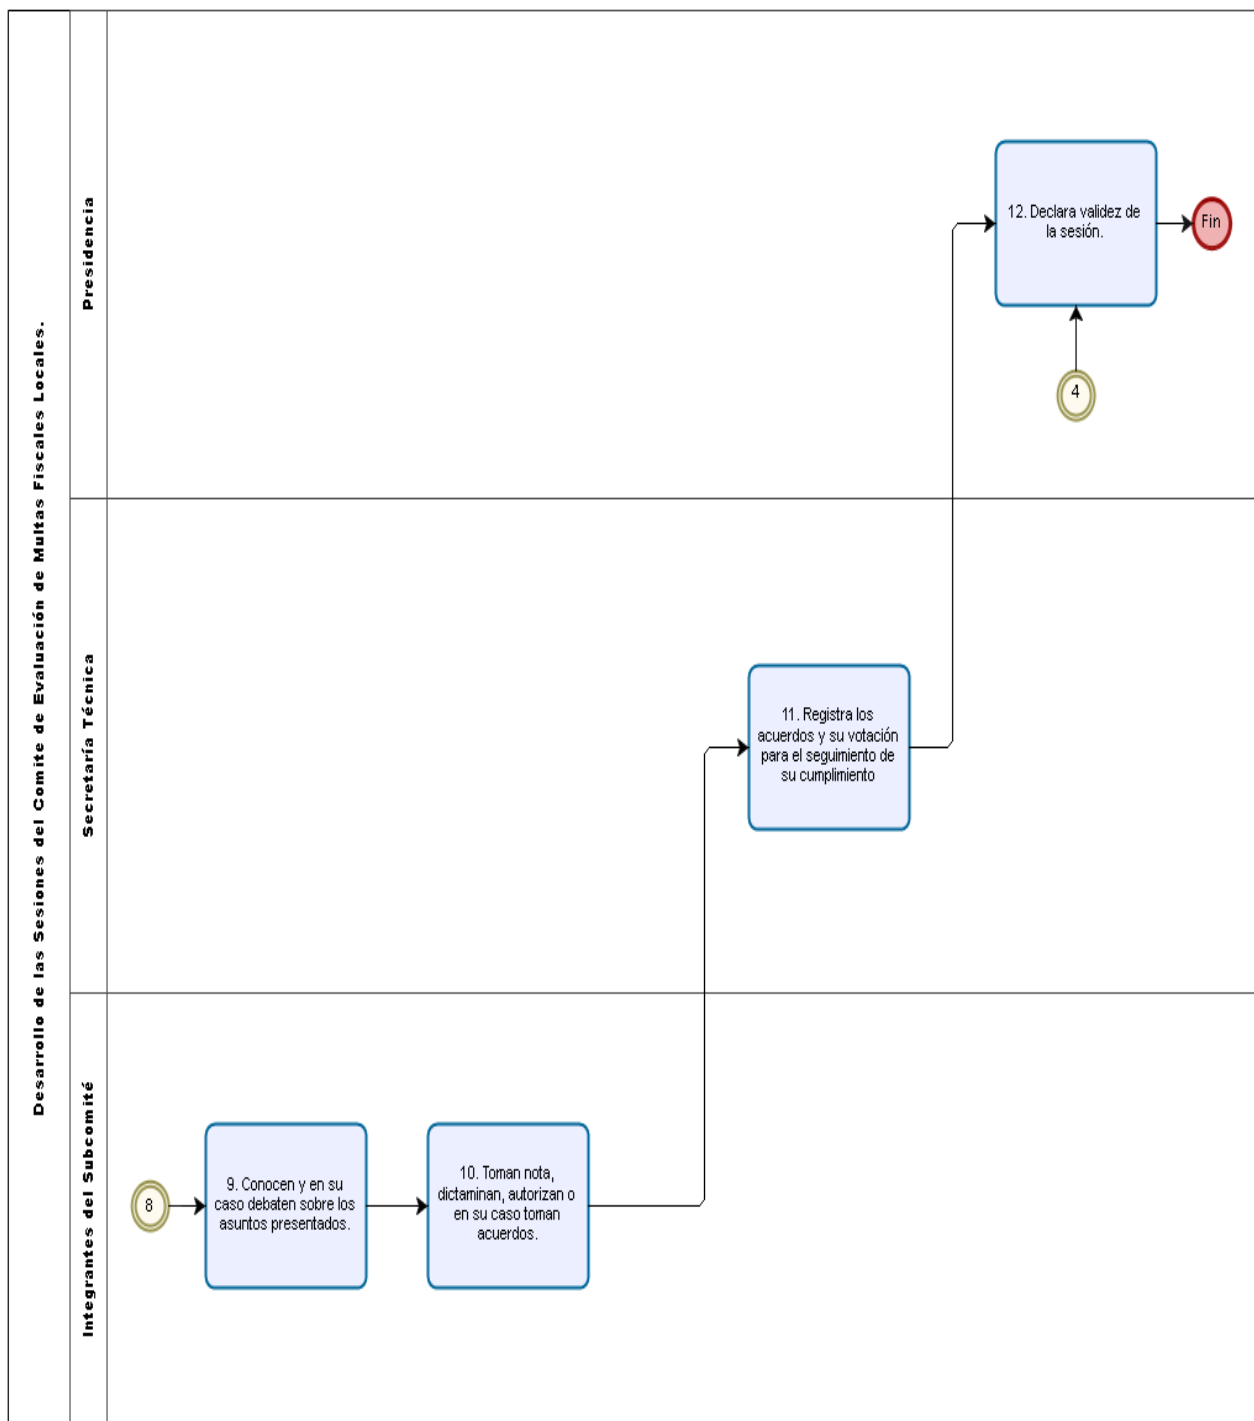 Desarrollo de las Sesiones del Comite de Evaluación de Multas Fiscales Locales.
Presidencia
12. Declara validez de
la sesión.
Fin
4
Secretaría Técnica
11. Registra los
acuerdos y su votación
para el seguimiento de
su cumplimiento
Integrantes del Subcomité
8
9. Conocen y en su
caso debaten sobre los
asuntos presentados.
10. Toman nota,
dictaminan, autorizan o
en su caso toman
acuerdos.